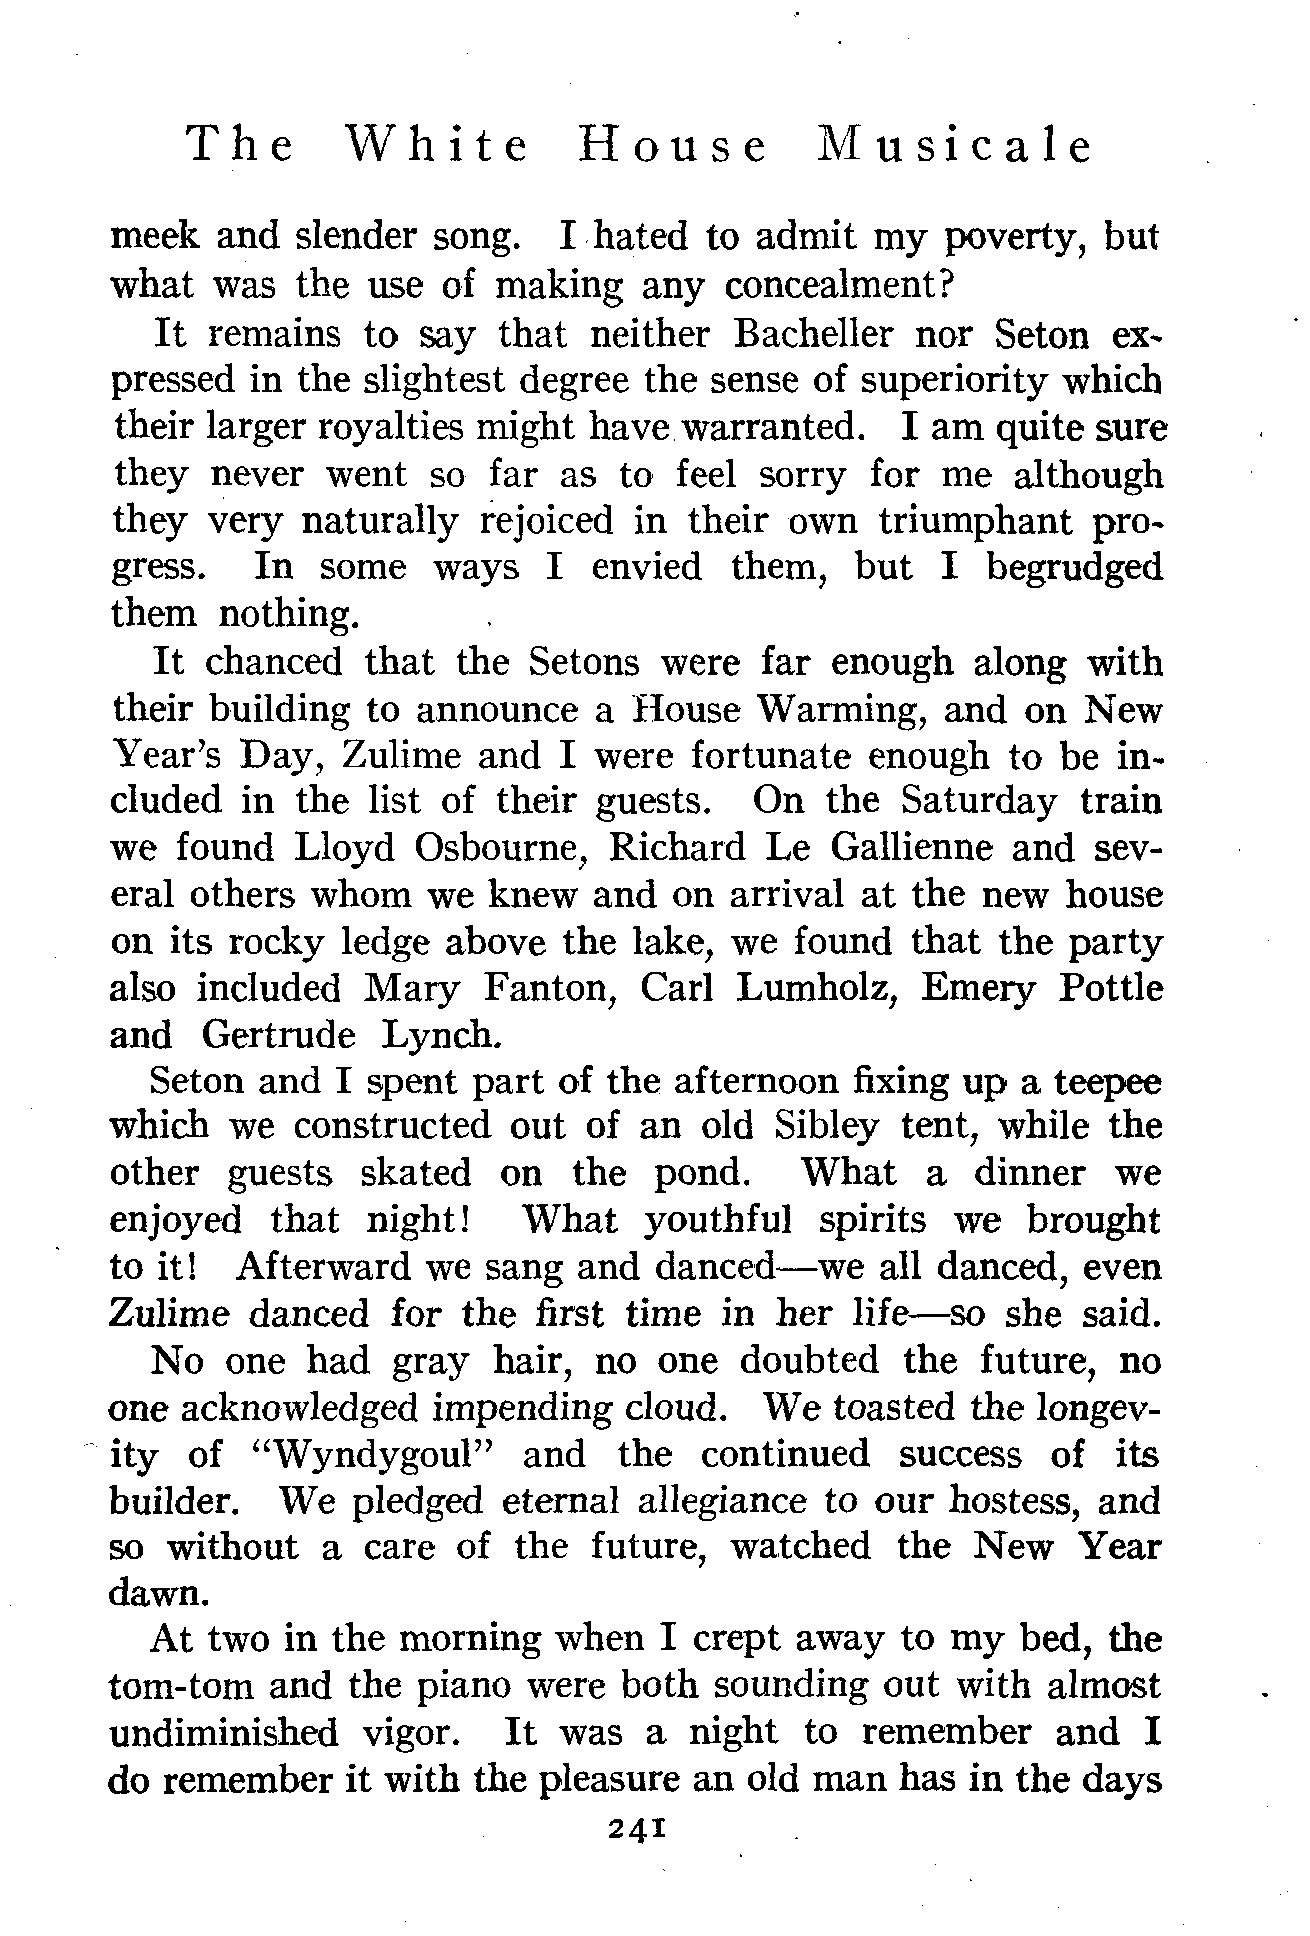 The White House Musicale
meek and slender song. I hated to admit my poverty, but
what was the use of making any concealment?
It remains to say that neither Bacheller nor Seton ex-
pressed in the slightest degree the sense of superiority which
their larger royalties might have warranted. I am quite sure
they never went so far as to feel sorry for me although
they very naturally rejoiced in their own triumphant pro-
gress. In some ways I envied them, but I begrudged
them nothing.
It chanced that the Setons were far enough along with
their building to announce a House Warming, and on New
Year's Day, Zulime and I were fortunate enough to be in-
cluded in the list of their guests. On the Saturday train
we found Lloyd Osbourne, Richard Le Gallienne and sev-
eral others whom we knew and on arrival at the new house
on its rocky ledge above the lake, we found that the party
also included Mary Fanton, Carl Lumholz, Emery Pottle
and Gertrude Lynch.
Seton and I spent part of the afternoon fixing up a teepee
which we constructed out of an old Sibley tent, while the
other guests skated on the pond. What a dinner we
enjoyed that night! What youthful spirits we brought
to it! Afterward we sang and danced—we all danced, even
Zulime danced for the first time in her life—so she said.
No one had gray hair, no one doubted the future, no
one acknowledged impending cloud. We toasted the longev-
ity of "Wyndygoul" and the continued success of its
builder. We pledged eternal allegiance to our hostess, and
so without a care of the future, watched the New Year
dawn.
At two in the morning when I crept away to my bed, the
tom-tom and the piano were both sounding out with almost
undiminished vigor. It was a night to remember and I
do remember it with the pleasure an old man has in the days
241